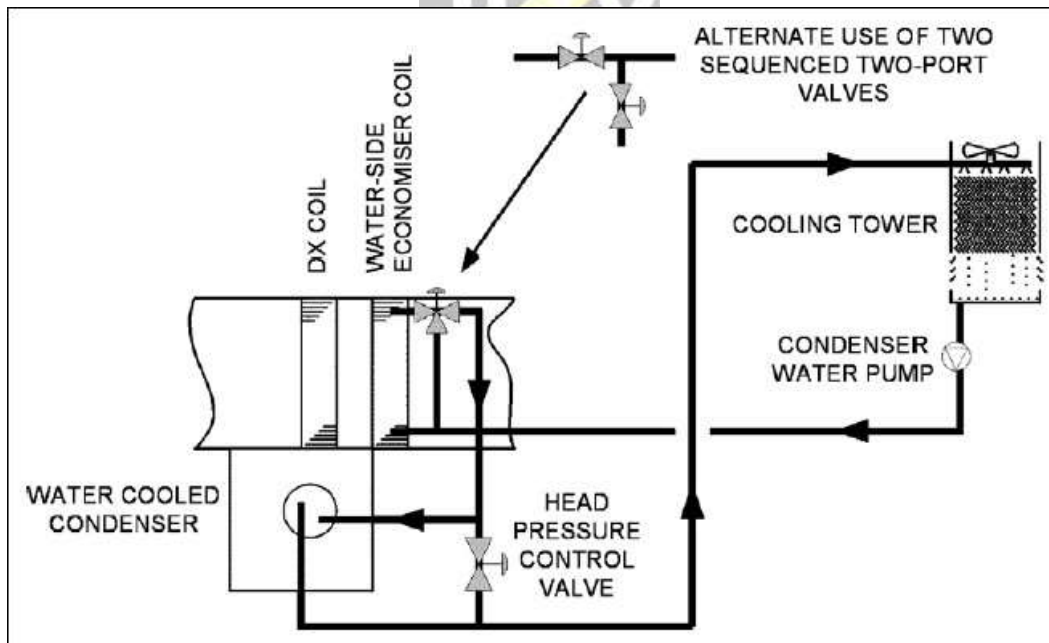 ALTERNATE USE OF TWO
SEQUENCED TWO-PORT
VALVES
DX COIL
WATER-SIDE
ECONOMISER COIL
COOLING TOWER
CONDENSER
WATER PUMP
WATER COOLED
CONDENSER
HEAD
PRESSURE
CONTROL
VALVE